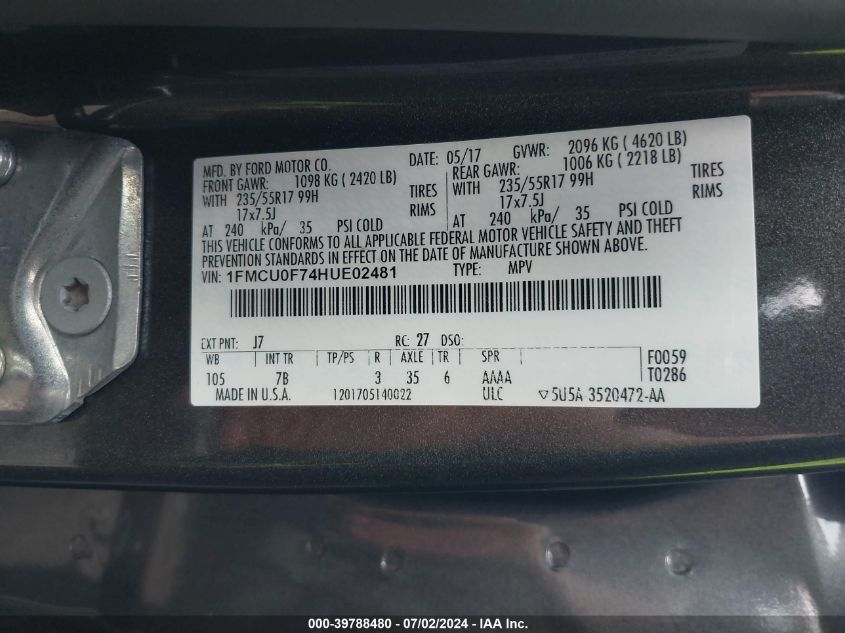 MFD. BY FORD MOTOR CO. DATE: 05/17 GVWR: 2096 KG ( 4620 LB)
FRONT GAWR: 1098 KG ( 2420 LB) REAR GAWR: 1006 KG ( 2218 LB)
WITH 235/55R17 99H TIRES WITH 235/55R17 99H TIRES
17x7.5J RIMS 17x7.5J RIMS
AT 240 kPa/ 35 PSI COLD AT 240 kPa/ 35 PSI COLD
THIS VEHICLE CONFORMS TO ALL APPLICABLE FEDERAL MOTOR VEHICLE SAFETY AND THEFT
PREVENTION STANDARDS IN EFFECT ON THE DATE OF MANUFACTURE SHOWN ABOVE.
VIN: 1FMCU0F74HUE02481 TYPE: MPV
EXT PNT: J7 RC: 27 DSO:
WB INT TR TP/PS R AXLE TR SPR F0059
105 7B 3 35 6 AAAA T0286
MADE IN U.S.A. 1201705140022 ULC ▽5U5A-3520472-AA
000-39788480 - 07/02/2024 - IAA Inc.